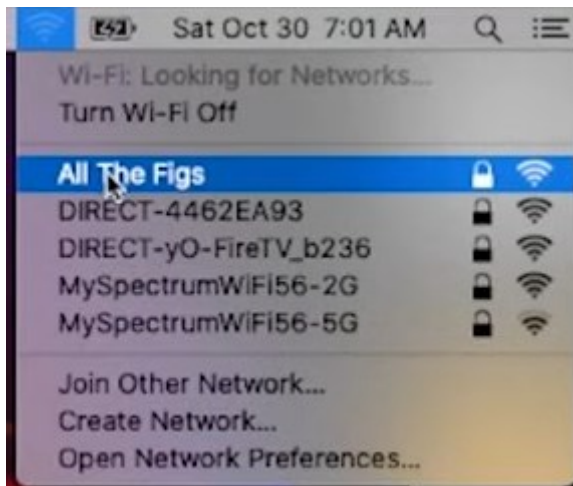 Sat Oct 30 7:01 AM
Wi-Fi: Looking for Networks...
Turn Wi-Fi Off
All The Figs
DIRECT-4462EA93
DIRECT-yO-FireTV_b236
MySpectrumWiFi56-2G
MySpectrumWiFi56-5G
Join Other Network...
Create Network...
Open Network Preferences...